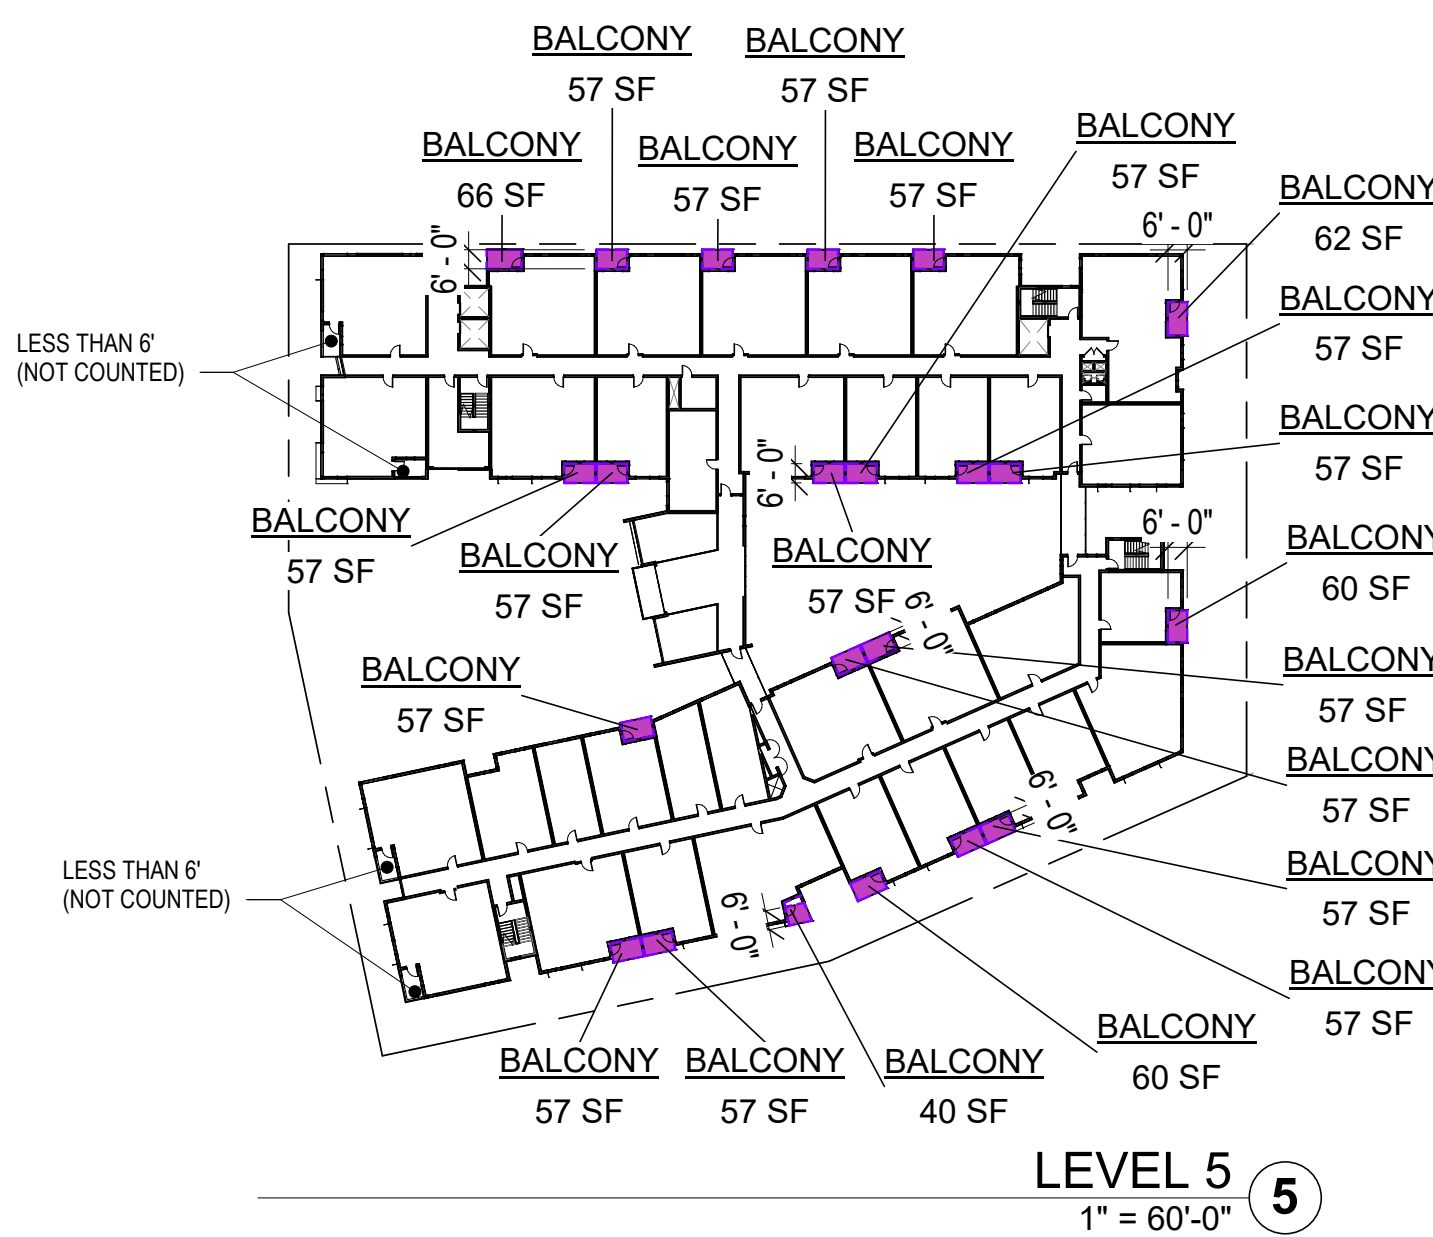 BALCONY
57 SF
BALCONY
57 SF
BALCONY
66 SF
BALCONY
57 SF
BALCONY
57 SF
BALCONY
57 SF
BALCONY
62 SF
6' - 0"
6' - 0"
BALCONY
57 SF
LESS THAN 6'
(NOT COUNTED)
BALCONY
57 SF
6' - 0"
BALCONY
57 SF
BALCONY
57 SF
BALCONY
57 SF
6' - 0"
BALCONY
60 SF
6' - 0"
BALCONY
57 SF
BALCONY
57 SF
BALCONY
57 SF
6' - 0"
BALCONY
57 SF
LESS THAN 6'
(NOT COUNTED)
6' - 0"
BALCONY
57 SF
BALCONY
60 SF
BALCONY
57 SF
BALCONY
57 SF
BALCONY
40 SF
LEVEL 5
5
1" = 60'-0"